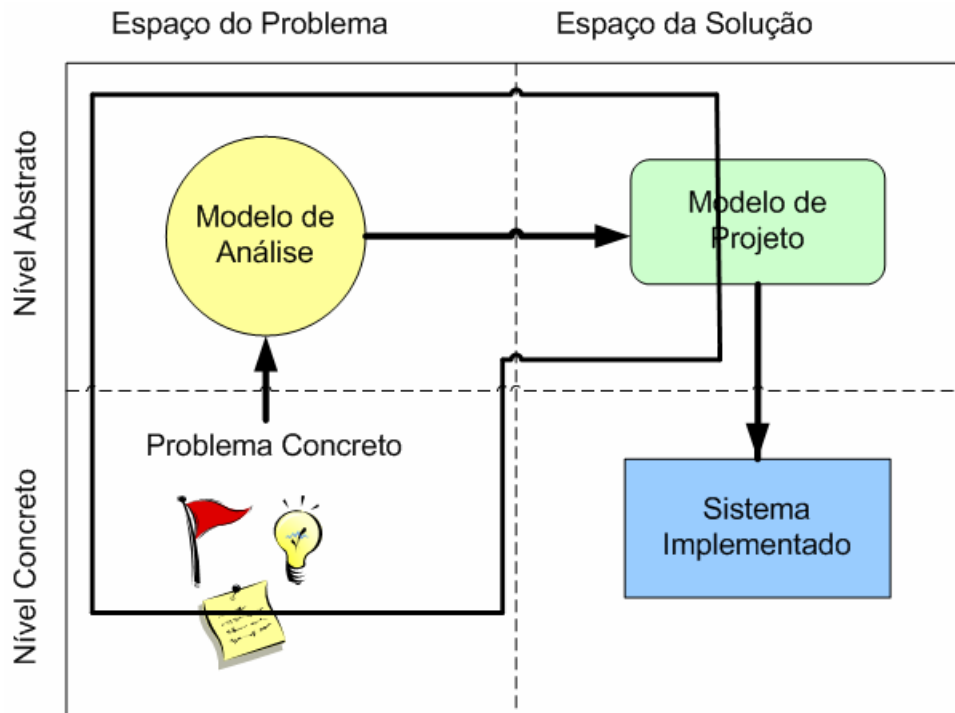 Espaço do Problema
Espaço da Solução
Nível Abstrato
Modelo de
Análise
Modelo de
Projeto
Nível Concreto
Problema Concreto
Sistema
Implementado